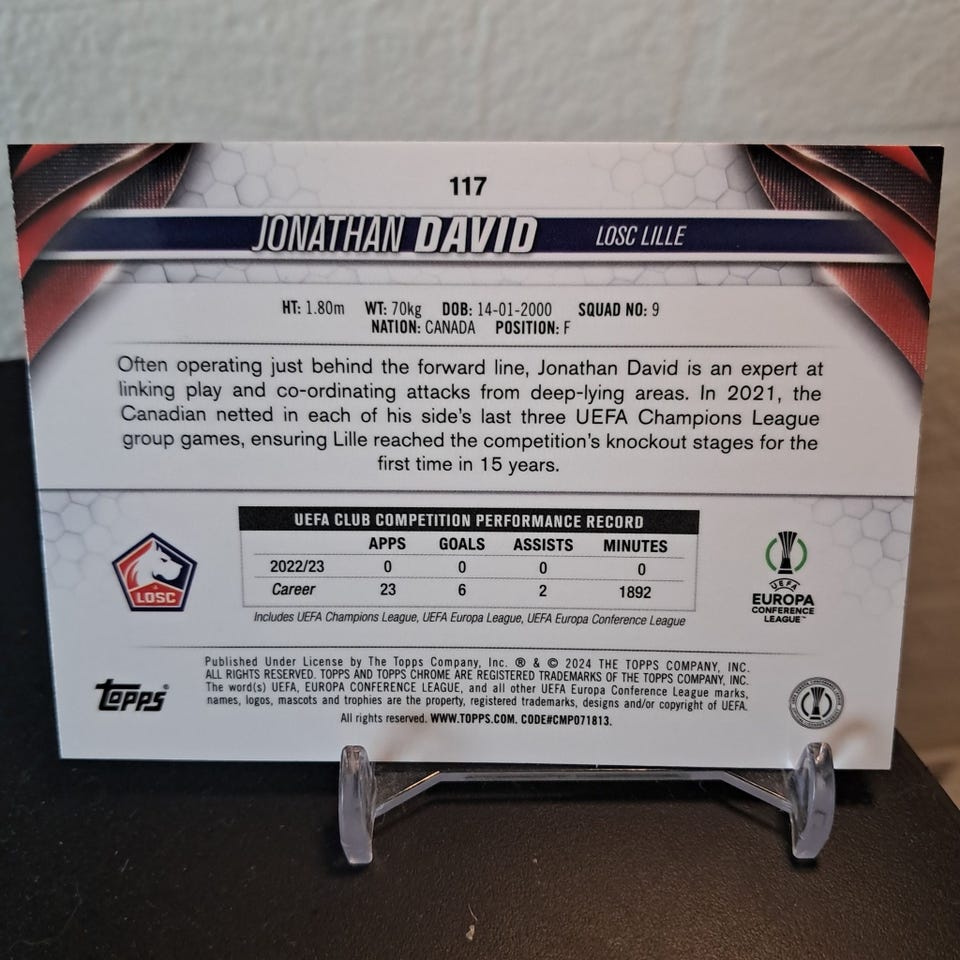 117
JONATHAN DAVID LOSC LILLE
HT: 1.80m WT: 70kg DOB: 14-01-2000 SQUAD NO: 9
NATION: CANADA POSITION: F
Often operating just behind the forward line, Jonathan David is an expert at
linking play and co-ordinating attacks from deep-lying areas. In 2021, the
Canadian netted in each of his side's last three UEFA Champions League
group games, ensuring Lille reached the competition's knockout stages for the
first time in 15 years.
UEFA CLUB COMPETITION PERFORMANCE RECORD
APPS GOALS ASSISTS MINUTES
2022/23 0 0 0 0
Career 23 6 2 1892
Includes UEFA Champions League, UEFA Europa League, UEFA Europa Conference League
LOSC
UEFA
EUROPA
CONFERENCE
LEAGUE™
Published Under License by The Topps Company, Inc. ® & © 2024 THE TOPPS COMPANY, INC.
ALL RIGHTS RESERVED. TOPPS AND TOPPS CHROME ARE REGISTERED TRADEMARKS OF THE TOPPS COMPANY, INC.
The word(s) UEFA, EUROPA CONFERENCE LEAGUE, and all other UEFA Europa Conference League marks,
names, logos, mascots and trophies are the property, registered trademarks, designs and/or copyright of UEFA.
All rights reserved. WWW.TOPPS.COM. CODE#CMP071813.
topps®